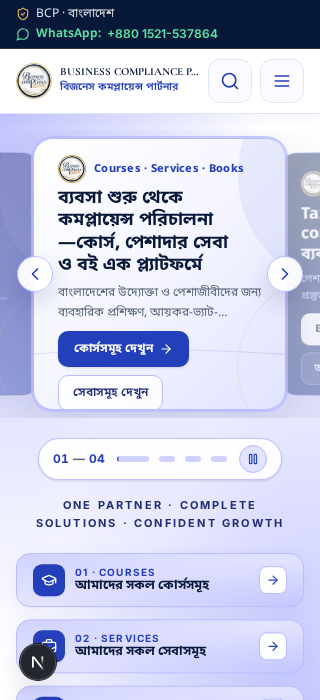 BCP · বাংলাদেশ
WhatsApp: +880 1521-537864
BUSINESS COMPLIANCE P...
বিজনেস কমপ্লায়েন্স পার্টনার
Courses · Services · Books
ব্যবসা শুরু থেকে
কমপ্লায়েন্স পরিচালনা
—কোর্স, পেশাদার সেবা
ও বই এক প্ল্যাটফর্মে
বাংলাদেশের উদ্যোক্তা ও পেশাজীবীদের জন্য
ব্যবহারিক প্রশিক্ষণ, আয়কর-ভ্যাট-...
কোর্সসমূহ দেখুন
সেবাসমূহ দেখুন
01 — 04
ONE PARTNER · COMPLETE
SOLUTIONS · CONFIDENT GROWTH
01 · COURSES
আমাদের সকল কোর্সসমূহ
02 · SERVICES
আমাদের সকল সেবাসমূহ
N